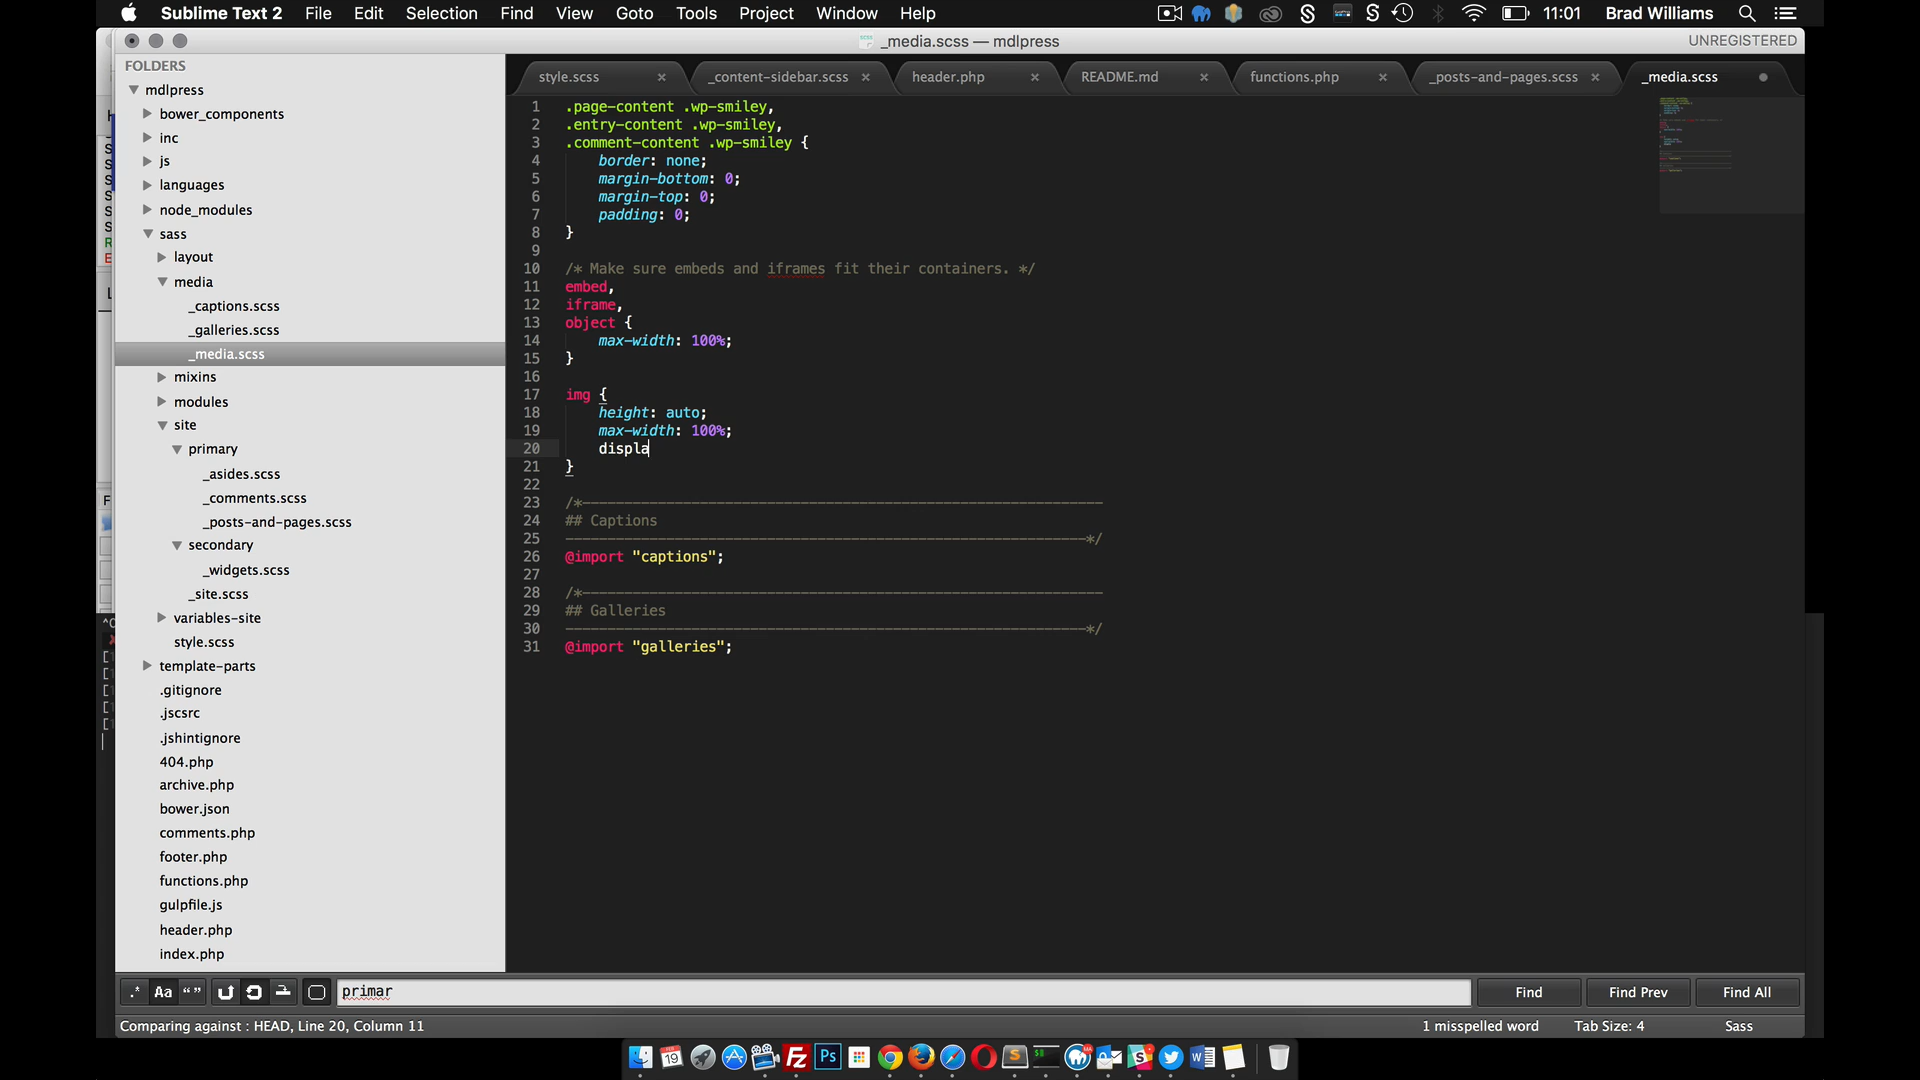 Sublime Text 2 File Edit Selection Find View Goto Tools Project Window Help 11:01 Brad Williams
_media.scss — mdlpress UNREGISTERED
FOLDERS
mdlpress
bower_components
inc
js
languages
node_modules
sass
layout
media
_captions.scss
_galleries.scss
_media.scss
mixins
modules
site
primary
_asides.scss
_comments.scss
_posts-and-pages.scss
secondary
_widgets.scss
_site.scss
variables-site
style.scss
template-parts
.gitignore
.jscsrc
.jshintignore
404.php
archive.php
bower.json
comments.php
footer.php
functions.php
gulpfile.js
header.php
index.php
style.scss × _content-sidebar.scss × header.php × README.md × functions.php × _posts-and-pages.scss × _media.scss
1 .page-content .wp-smiley,
2 .entry-content .wp-smiley,
3 .comment-content .wp-smiley {
4 border: none;
5 margin-bottom: 0;
6 margin-top: 0;
7 padding: 0;
8 }
9
10 /* Make sure embeds and iframes fit their containers. */
11 embed,
12 iframe,
13 object {
14 max-width: 100%;
15 }
16
17 img {
18 height: auto;
19 max-width: 100%;
20 displa
21 }
22
23 /*--------------------------------------------------------------
24 ## Captions
25 --------------------------------------------------------------*/
26 @import "captions";
27
28 /*--------------------------------------------------------------
29 ## Galleries
30 --------------------------------------------------------------*/
31 @import "galleries";
.* Aa “ ” primar Find Find Prev Find All
Comparing against : HEAD, Line 20, Column 11 1 misspelled word Tab Size: 4 Sass